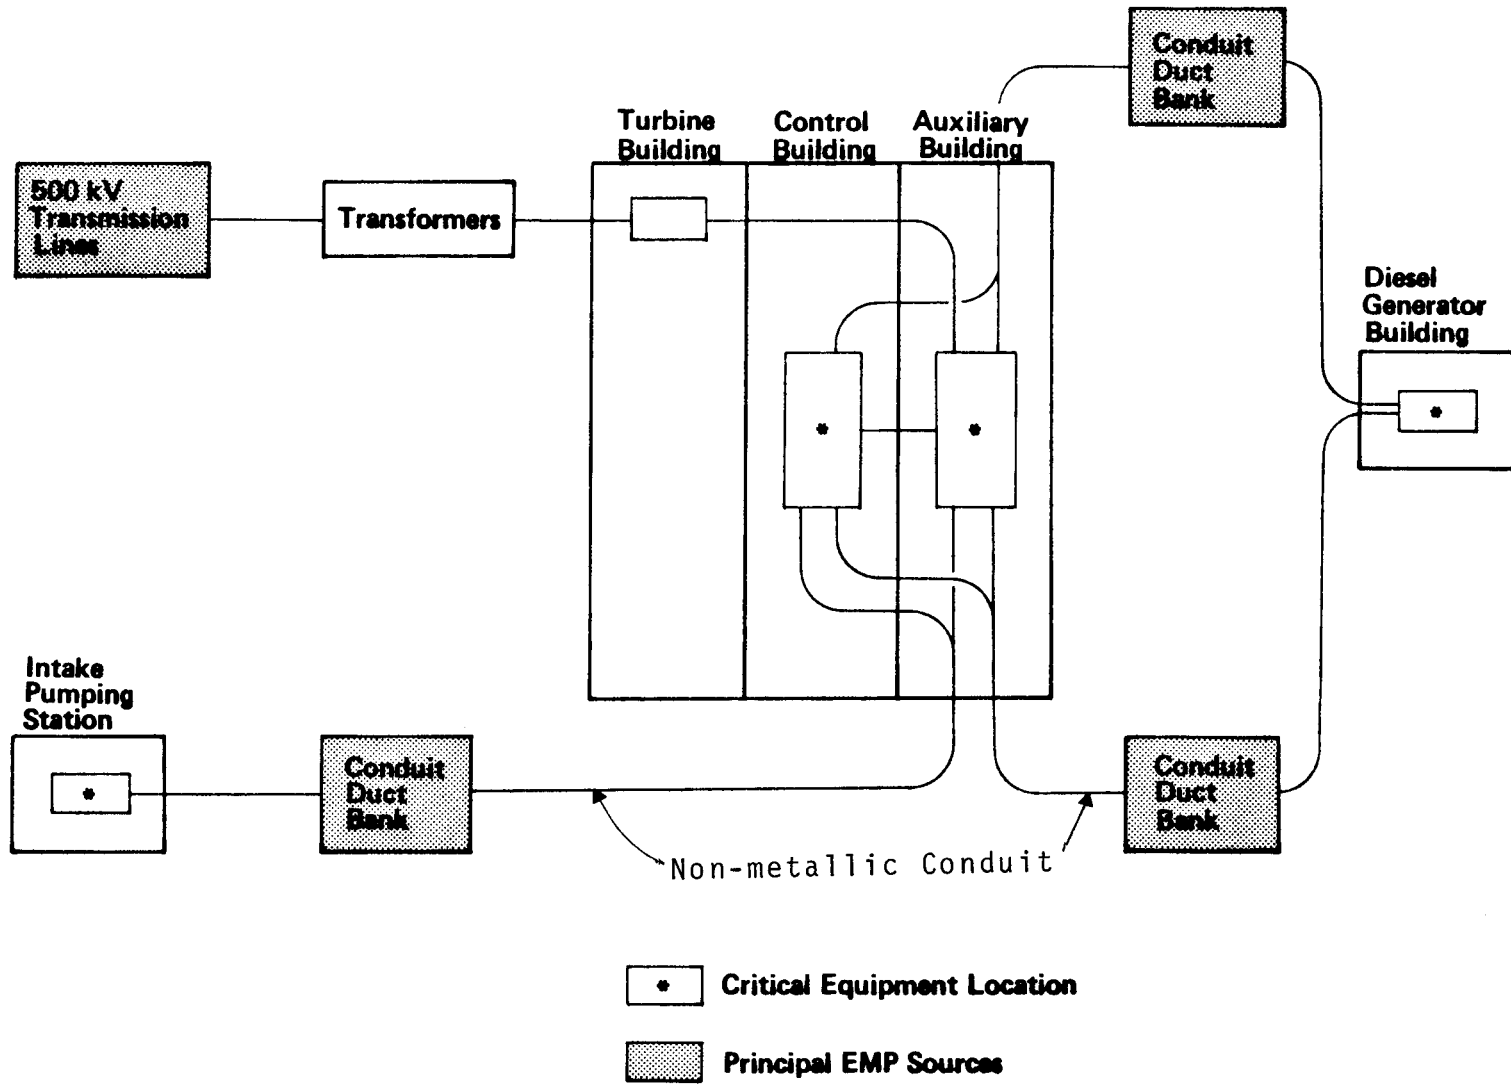 Conduit
Duct
Bank
Turbine
Building
Control
Building
Auxiliary
Building
500 kV
Transmission
Lines
Transformers
Diesel
Generator
Building
*
*
*
Intake
Pumping
Station
*
Conduit
Duct
Bank
Conduit
Duct
Bank
Non-metallic Conduit
* Critical Equipment Location
Principal EMP Sources